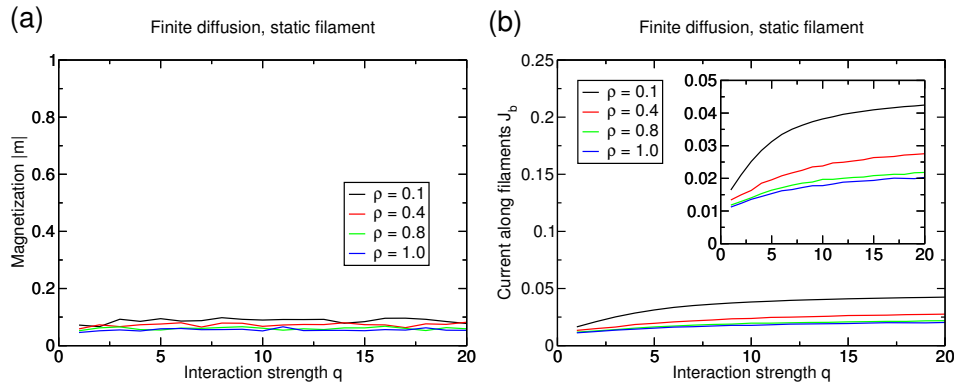 (a)
Finite diffusion, static filament
Magnetization |m|
1
0.8
0.6
0.4
0.2
0
ρ = 0.1
ρ = 0.4
ρ = 0.8
ρ = 1.0
0 5 10 15 20
Interaction strength q
(b)
Finite diffusion, static filament
Current along filaments J_b
0.25
0.2
0.15
0.1
0.05
0
ρ = 0.1
ρ = 0.4
ρ = 0.8
ρ = 1.0
0.05
0.04
0.03
0.02
0.01
0
0 5 10 15 20
0 5 10 15 20
Interaction strength q